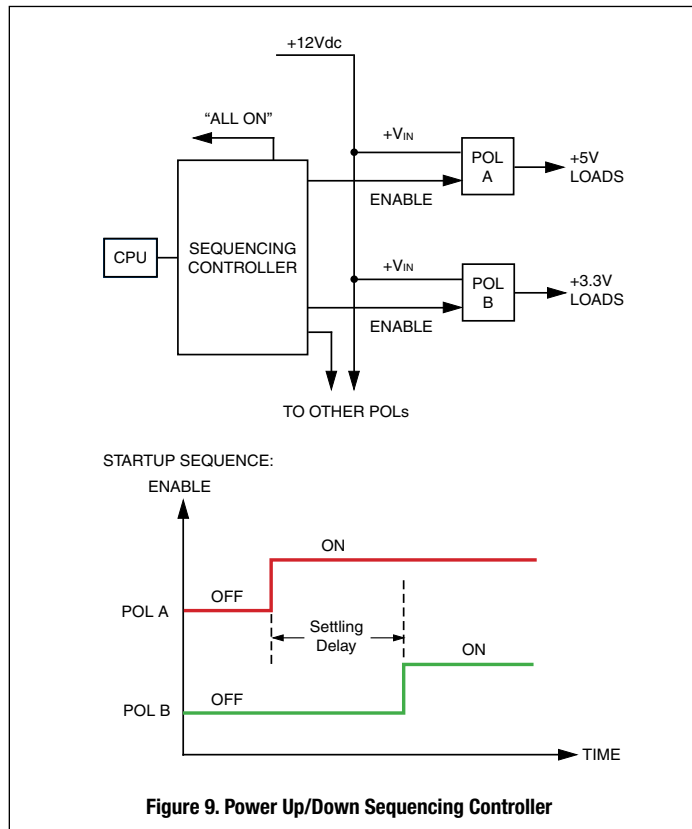 +12Vdc
“ALL ON”
+VIN
POL
A
+5V
LOADS
ENABLE
CPU
SEQUENCING
CONTROLLER
+VIN
POL
B
+3.3V
LOADS
ENABLE
TO OTHER POLs
STARTUP SEQUENCE:
ENABLE
ON
OFF
POL A
Settling
Delay
ON
OFF
POL B
TIME
Figure 9. Power Up/Down Sequencing Controller